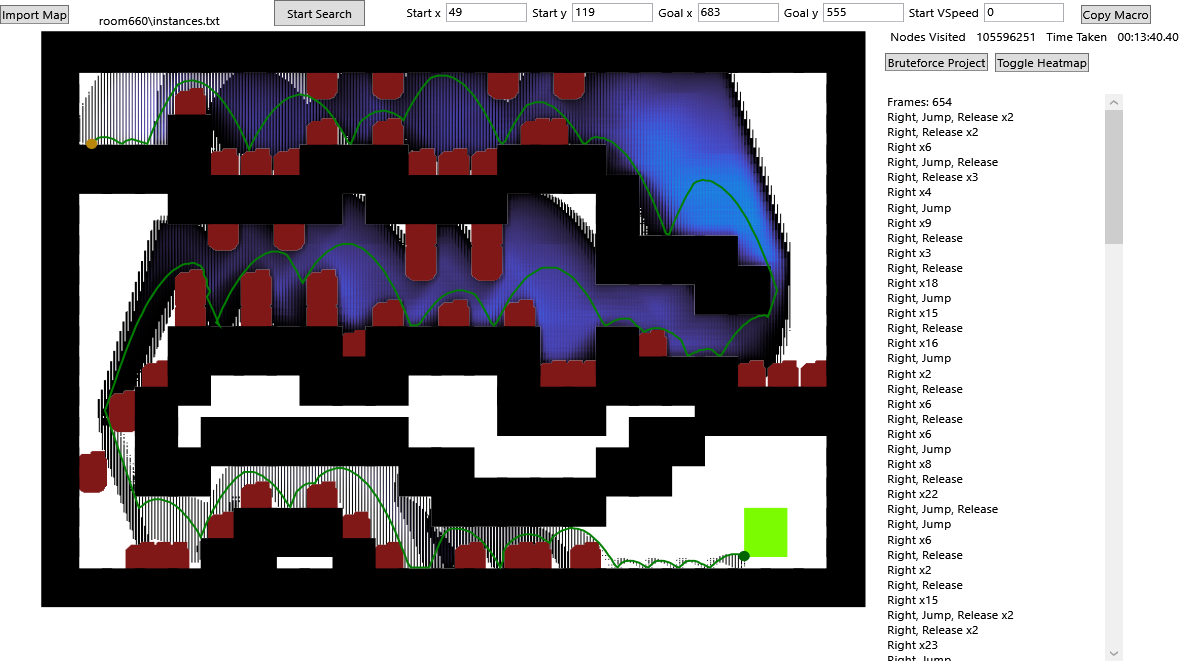 Import Map room660\instances.txt Start Search Start x 49 Start y 119 Goal x 683 Goal y 555 Start VSpeed 0 Copy Macro
Nodes Visited 105596251 Time Taken 00:13:40.40
Bruteforce Project Toggle Heatmap
Frames: 654
Right, Jump, Release x2
Right, Release x2
Right x6
Right, Jump, Release
Right, Release x3
Right x4
Right, Jump
Right x9
Right, Release
Right x3
Right, Release
Right x18
Right, Jump
Right x15
Right, Release
Right x16
Right, Jump
Right x2
Right, Release
Right x6
Right, Release
Right x6
Right, Jump
Right x8
Right, Release
Right x22
Right, Jump, Release
Right, Jump
Right x6
Right, Release
Right x2
Right, Release
Right x15
Right, Jump, Release x2
Right, Release x2
Right x23
Right, Jump